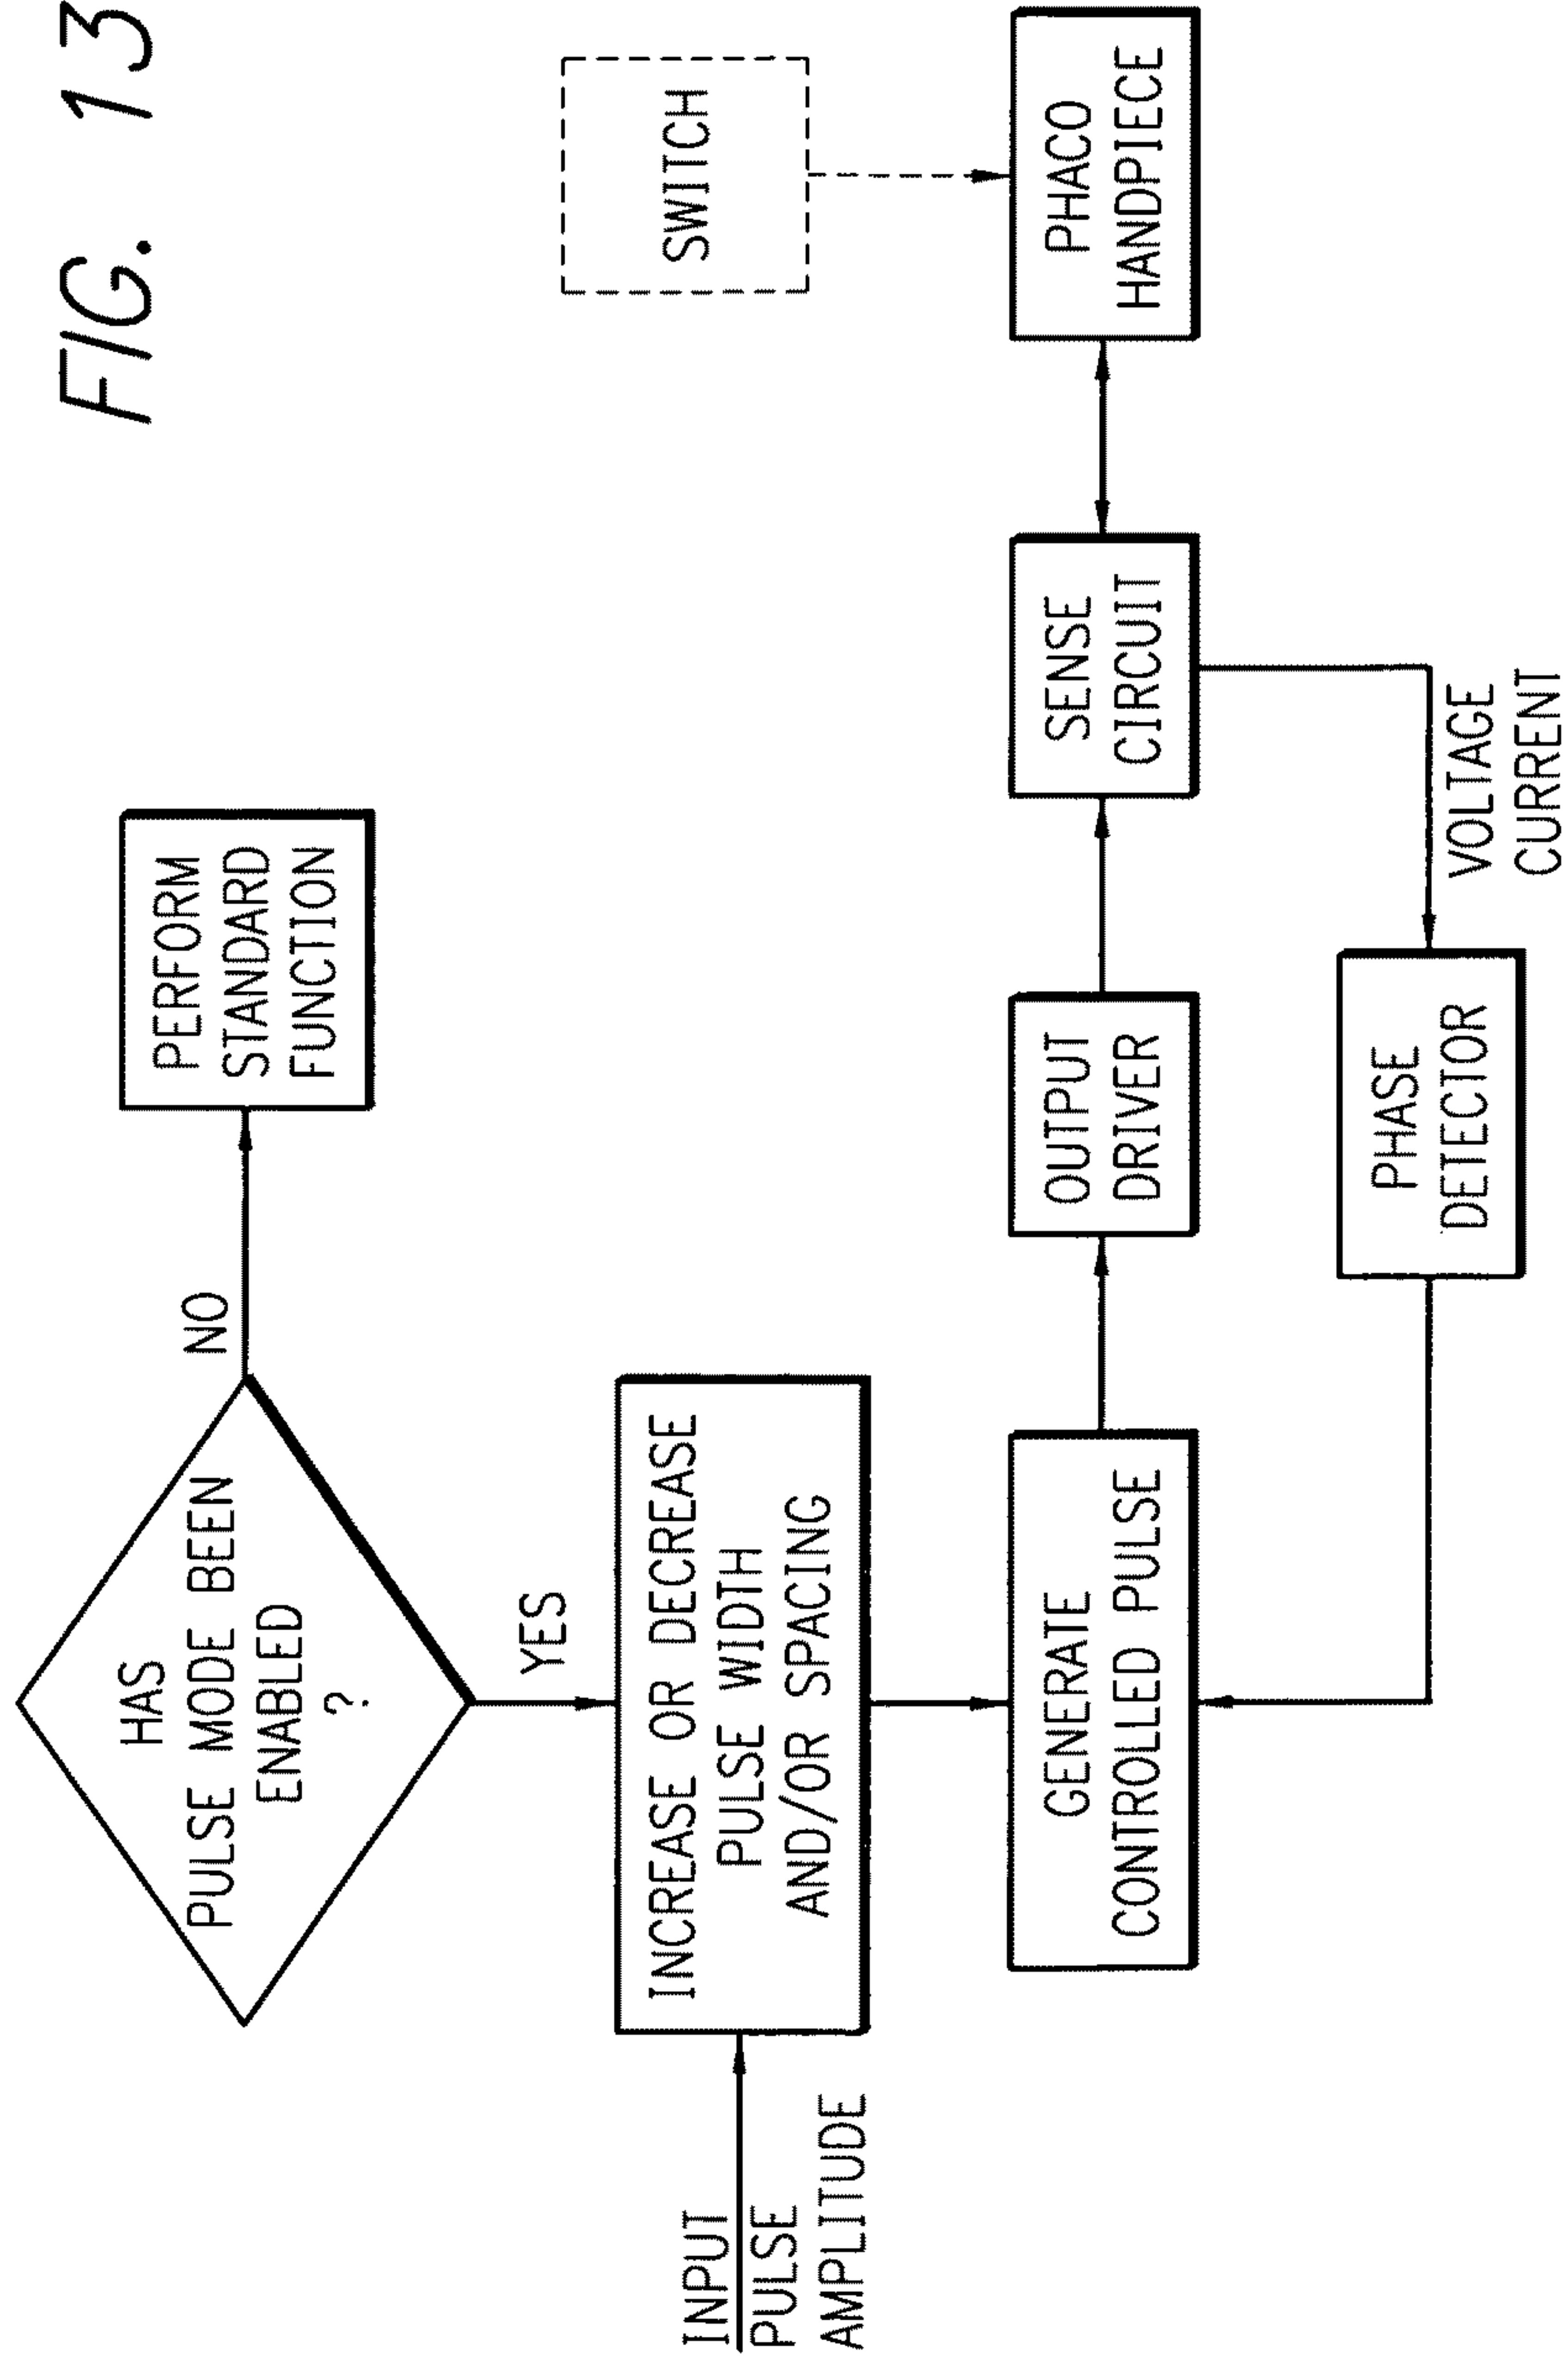 FIG. 13
HAS
PULSE MODE BEEN
ENABLED
?
NO
PERFORM
STANDARD
FUNCTION
YES
INPUT
PULSE
AMPLITUDE
INCREASE OR DECREASE
PULSE WIDTH
AND/OR SPACING
SWITCH
GENERATE
CONTROLLED PULSE
OUTPUT
DRIVER
SENSE
CIRCUIT
PHACO
HANDPIECE
PHASE
DETECTOR
VOLTAGE
CURRENT